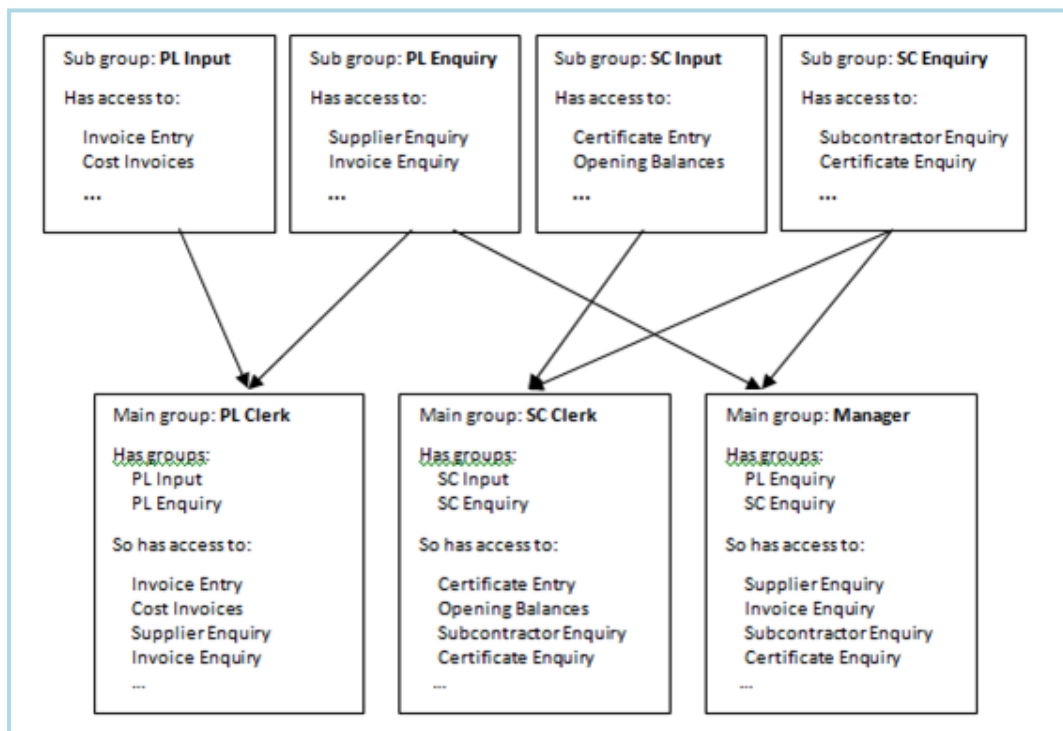 Sub group: PL Input
Has access to:
Invoice Entry
Cost Invoices
...
Sub group: PL Enquiry
Has access to:
Supplier Enquiry
Invoice Enquiry
...
Sub group: SC Input
Has access to:
Certificate Entry
Opening Balances
...
Sub group: SC Enquiry
Has access to:
Subcontractor Enquiry
Certificate Enquiry
...
Main group: PL Clerk
Has groups:
PL Input
PL Enquiry
So has access to:
Invoice Entry
Cost Invoices
Supplier Enquiry
Invoice Enquiry
...
Main group: SC Clerk
Has groups:
SC Input
SC Enquiry
So has access to:
Certificate Entry
Opening Balances
Subcontractor Enquiry
Certificate Enquiry
...
Main group: Manager
Has groups:
PL Enquiry
SC Enquiry
So has access to:
Supplier Enquiry
Invoice Enquiry
Subcontractor Enquiry
Certificate Enquiry
...